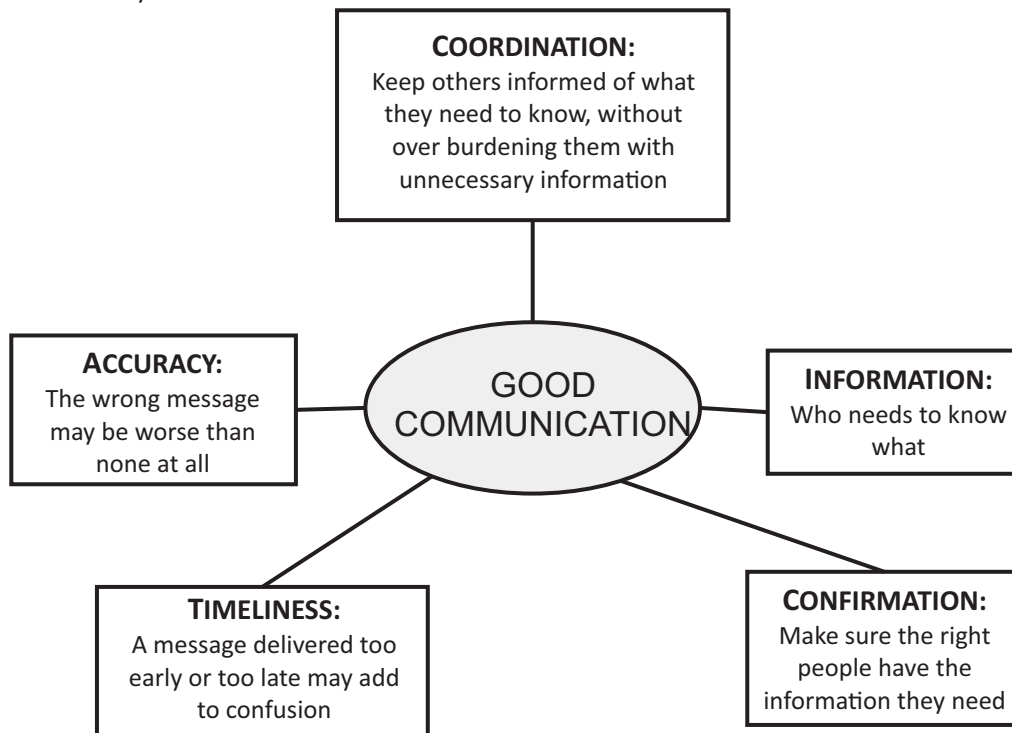 COORDINATION:
Keep others informed of what
they need to know, without
over burdening them with
unnecessary information
ACCURACY:
The wrong message
may be worse than
none at all
GOOD
COMMUNICATION
INFORMATION:
Who needs to know
what
TIMELINESS:
A message delivered too
early or too late may add
to confusion
CONFIRMATION:
Make sure the right
people have the
information they need